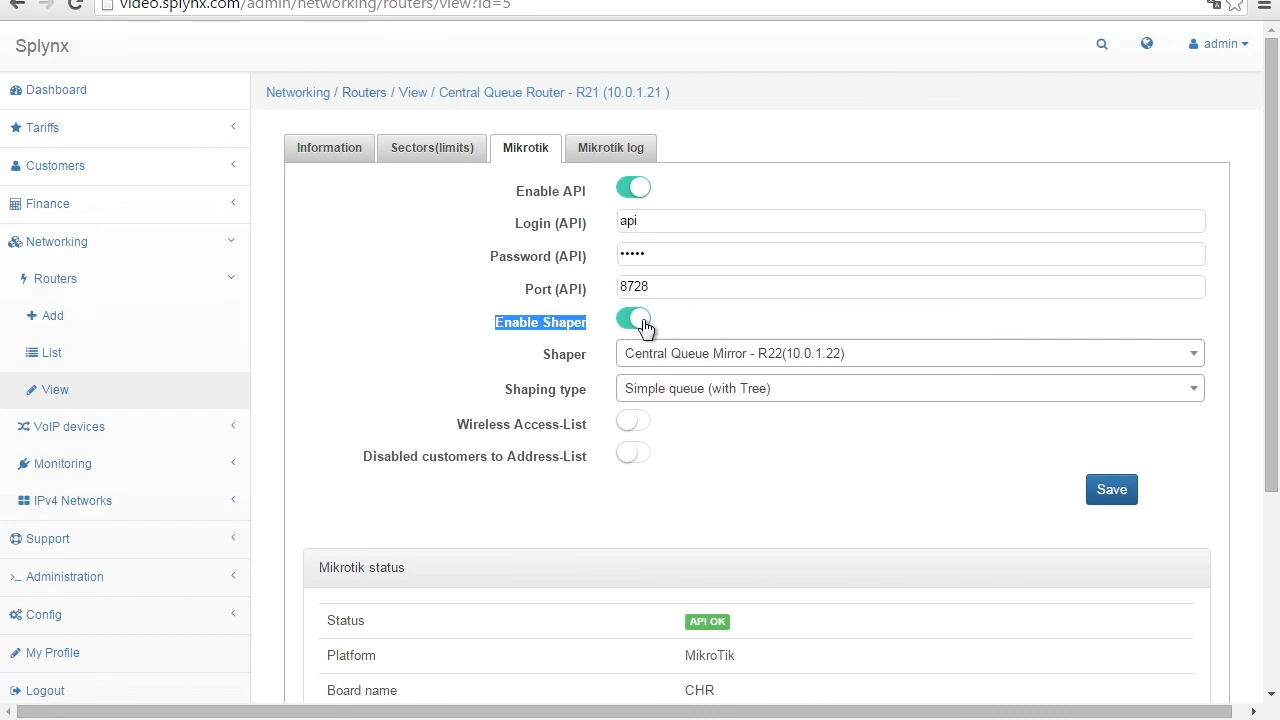 video.splynx.com/admin/networking/routers/view?id=5
Splynx
admin
Dashboard
Tariffs
Customers
Finance
Networking
Routers
Add
List
View
VoIP devices
Monitoring
IPv4 Networks
Support
Administration
Config
My Profile
Logout
Networking / Routers / View / Central Queue Router - R21 (10.0.1.21 )
Information Sectors(limits) Mikrotik Mikrotik log
Enable API
Login (API) api
Password (API) •••••
Port (API) 8728
Enable Shaper
Shaper Central Queue Mirror - R22(10.0.1.22)
Shaping type Simple queue (with Tree)
Wireless Access-List
Disabled customers to Address-List
Save
Mikrotik status
Status API OK
Platform MikroTik
Board name CHR